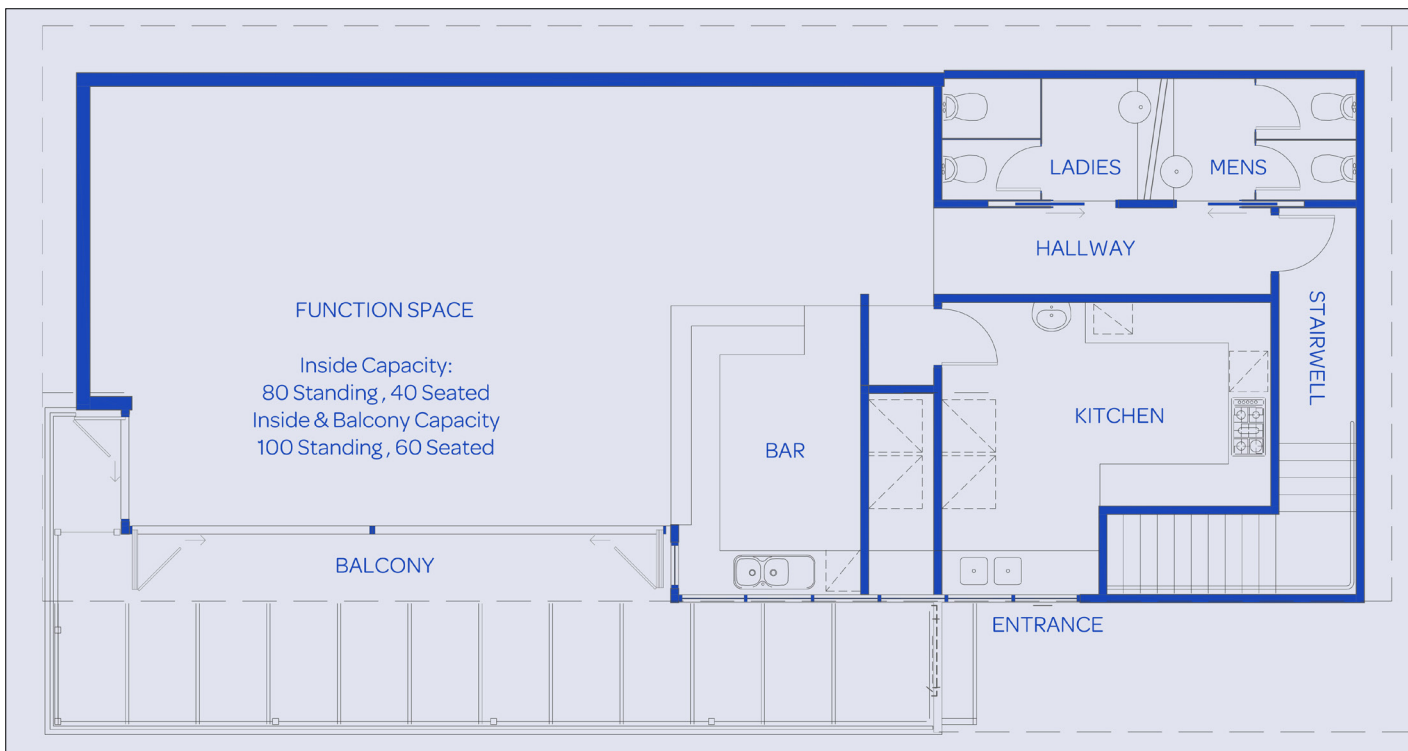 LADIES
MENS
HALLWAY
STAIRWELL
FUNCTION SPACE
Inside Capacity:
80 Standing , 40 Seated
Inside & Balcony Capacity
100 Standing , 60 Seated
BAR
KITCHEN
BALCONY
ENTRANCE